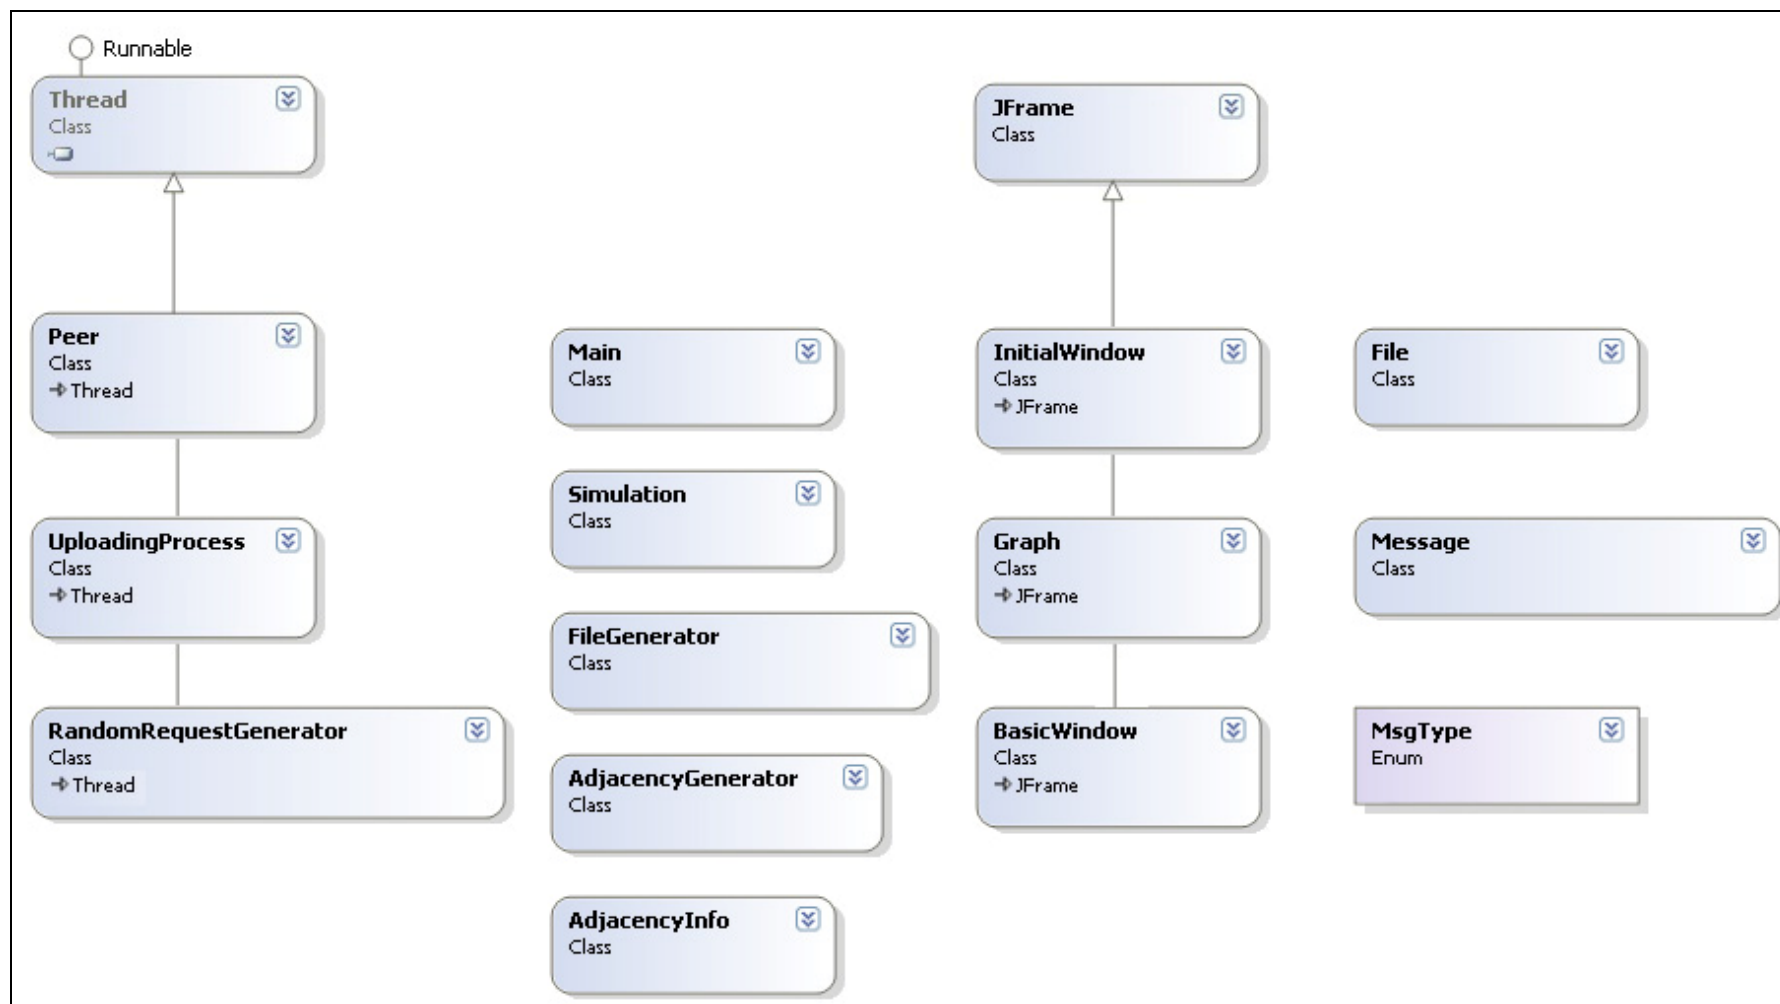 Runnable
Thread
Class
Peer
Class
Thread
UploadingProcess
Class
Thread
RandomRequestGenerator
Class
Thread
Main
Class
Simulation
Class
FileGenerator
Class
AdjacencyGenerator
Class
AdjacencyInfo
Class
JFrame
Class
InitialWindow
Class
JFrame
Graph
Class
JFrame
BasicWindow
Class
JFrame
File
Class
Message
Class
MsgType
Enum